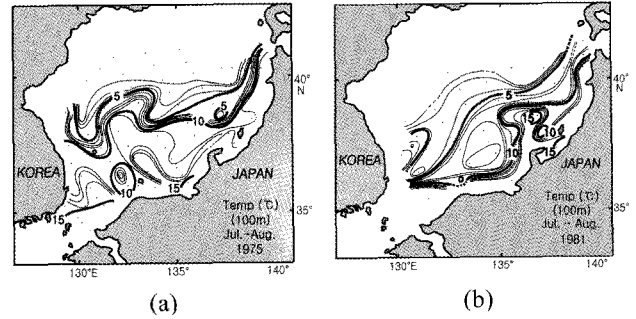 5
40°
N
5
10
KOREA
10
15
JAPAN
15
Temp (℃)
(100m)
Jul.-Aug.
1975
35°
130°E
135°
140°
(a)
5
40°
N
15
10
10
15
KOREA
JAPAN
Temp (℃)
(100m)
Jul. - Aug.
1981
35°
130°E
135°
140°
(b)